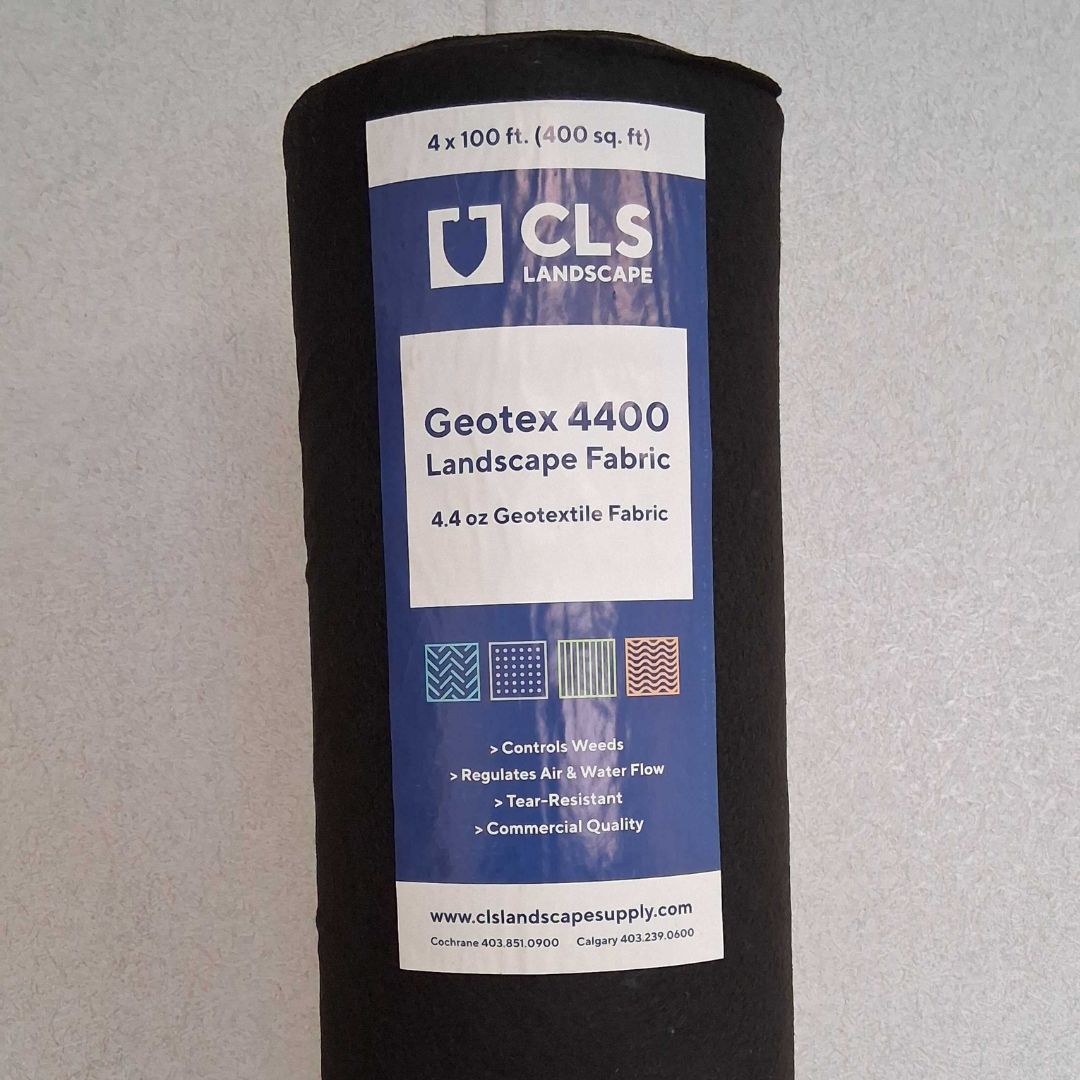 4 x 100 ft. (400 sq. ft)
CLS
LANDSCAPE
Geotex 4400
Landscape Fabric
4.4 oz Geotextile Fabric
> Controls Weeds
> Regulates Air & Water Flow
> Tear-Resistant
> Commercial Quality
www.clslandscapesupply.com
Cochrane 403.851.0900 Calgary 403.239.0600